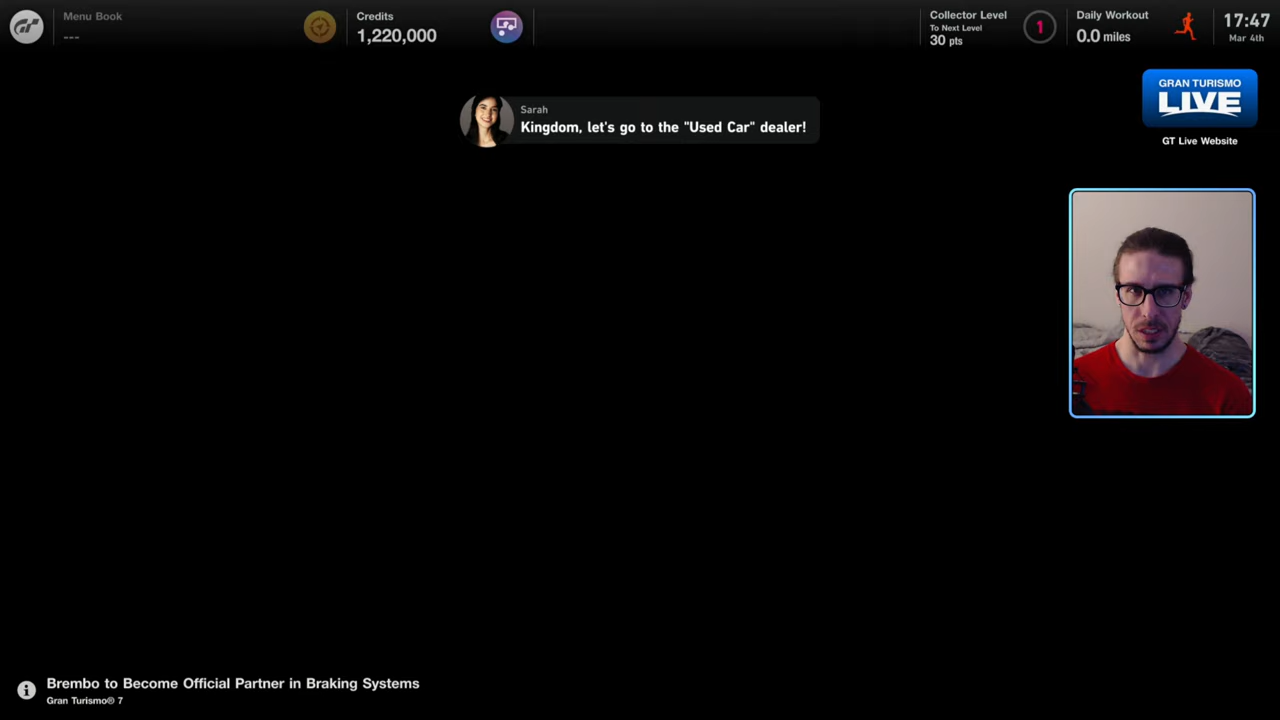 Menu Book
---
Credits
1,220,000
Collector Level
To Next Level
30 pts
1
Daily Workout
0.0 miles
17:47
Mar 4th
GRAN TURISMO
LIVE
GT Live Website
Sarah
Kingdom, let's go to the "Used Car" dealer!
Brembo to Become Official Partner in Braking Systems
Gran Turismo® 7